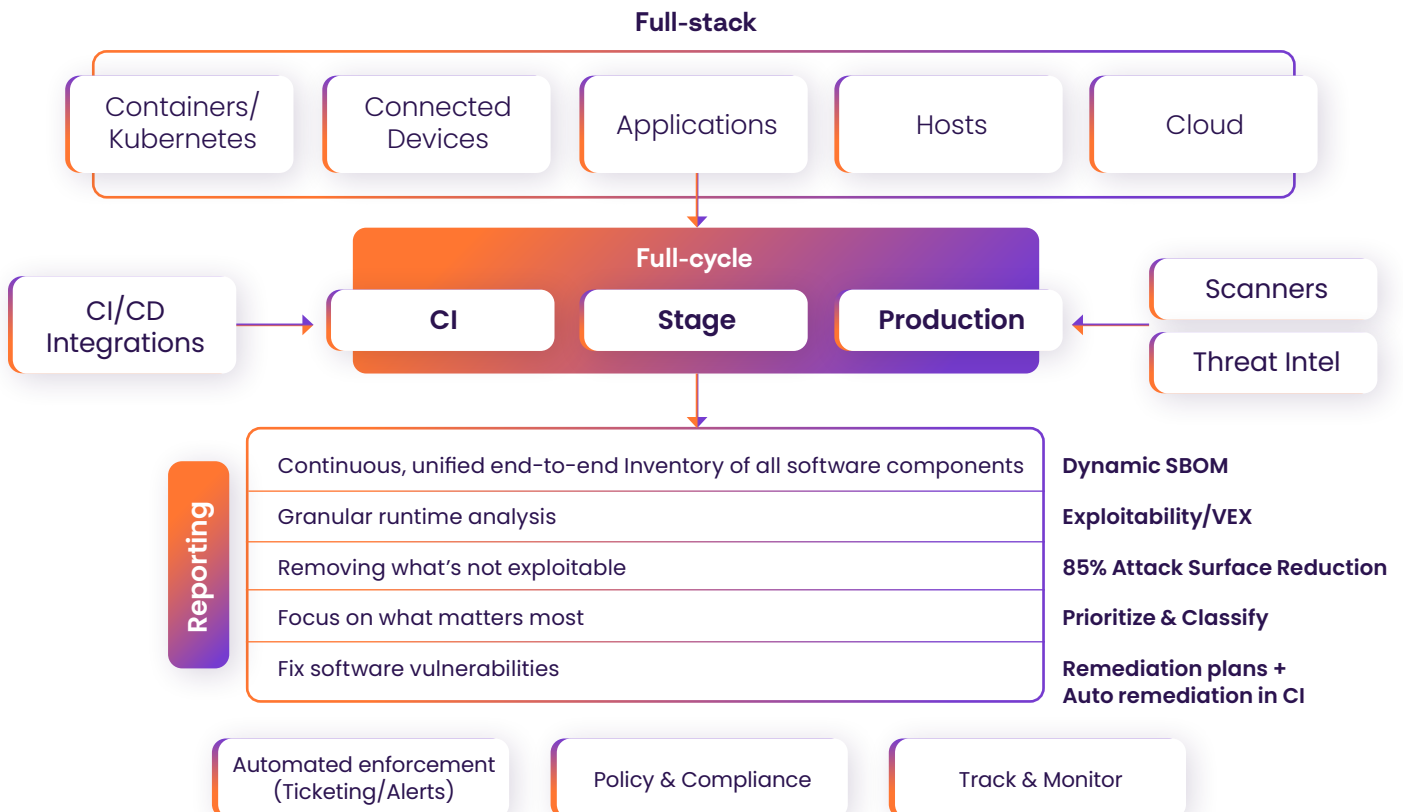 Full-stack
Containers/
Kubernetes
Connected
Devices
Applications
Hosts
Cloud
Full-cycle
CI/CD
Integrations
CI
Stage
Production
Scanners
Threat Intel
Reporting
Continuous, unified end-to-end Inventory of all software components
Dynamic SBOM
Granular runtime analysis
Exploitability/VEX
Removing what’s not exploitable
85% Attack Surface Reduction
Focus on what matters most
Prioritize & Classify
Fix software vulnerabilities
Remediation plans +
Auto remediation in CI
Automated enforcement
(Ticketing/Alerts)
Policy & Compliance
Track & Monitor